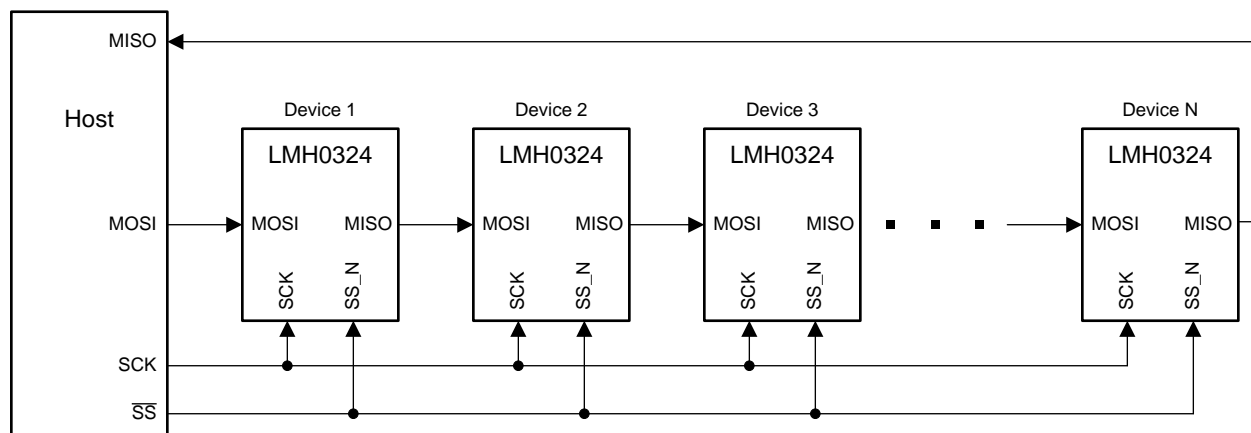 MISO
Host
Device 1
Device 2
Device 3
Device N
LMH0324
LMH0324
LMH0324
LMH0324
MOSI
MOSI
MISO
MOSI
MISO
MOSI
MISO
MOSI
MISO
SCK
SS_N
SCK
SS_N
SCK
SS_N
SCK
SS_N
SCK
S̅S̅